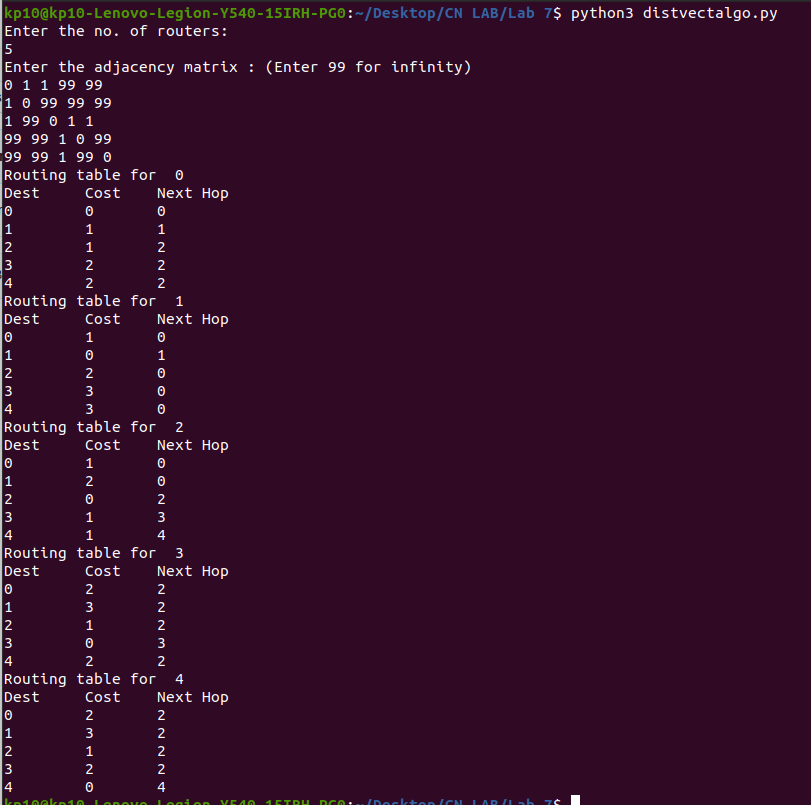 kp10@kp10-Lenovo-Legion-Y540-15IRH-PG0:~/Desktop/CN LAB/Lab 7$ python3 distvectalgo.py
Enter the no. of routers:
5
Enter the adjacency matrix : (Enter 99 for infinity)
0 1 1 99 99
1 0 99 99 99
1 99 0 1 1
99 99 1 0 99
99 99 1 99 0
Routing table for  0
Dest     Cost    Next Hop
0        0       0
1        1       1
2        1       2
3        2       2
4        2       2
Routing table for  1
Dest     Cost    Next Hop
0        1       0
1        0       1
2        2       0
3        3       0
4        3       0
Routing table for  2
Dest     Cost    Next Hop
0        1       0
1        2       0
2        0       2
3        1       3
4        1       4
Routing table for  3
Dest     Cost    Next Hop
0        2       2
1        3       2
2        1       2
3        0       3
4        2       2
Routing table for  4
Dest     Cost    Next Hop
0        2       2
1        3       2
2        1       2
3        2       2
4        0       4
kp10@kp10-Lenovo-Legion-Y540-15IRH-PG0:~/Desktop/CN LAB/Lab 7$